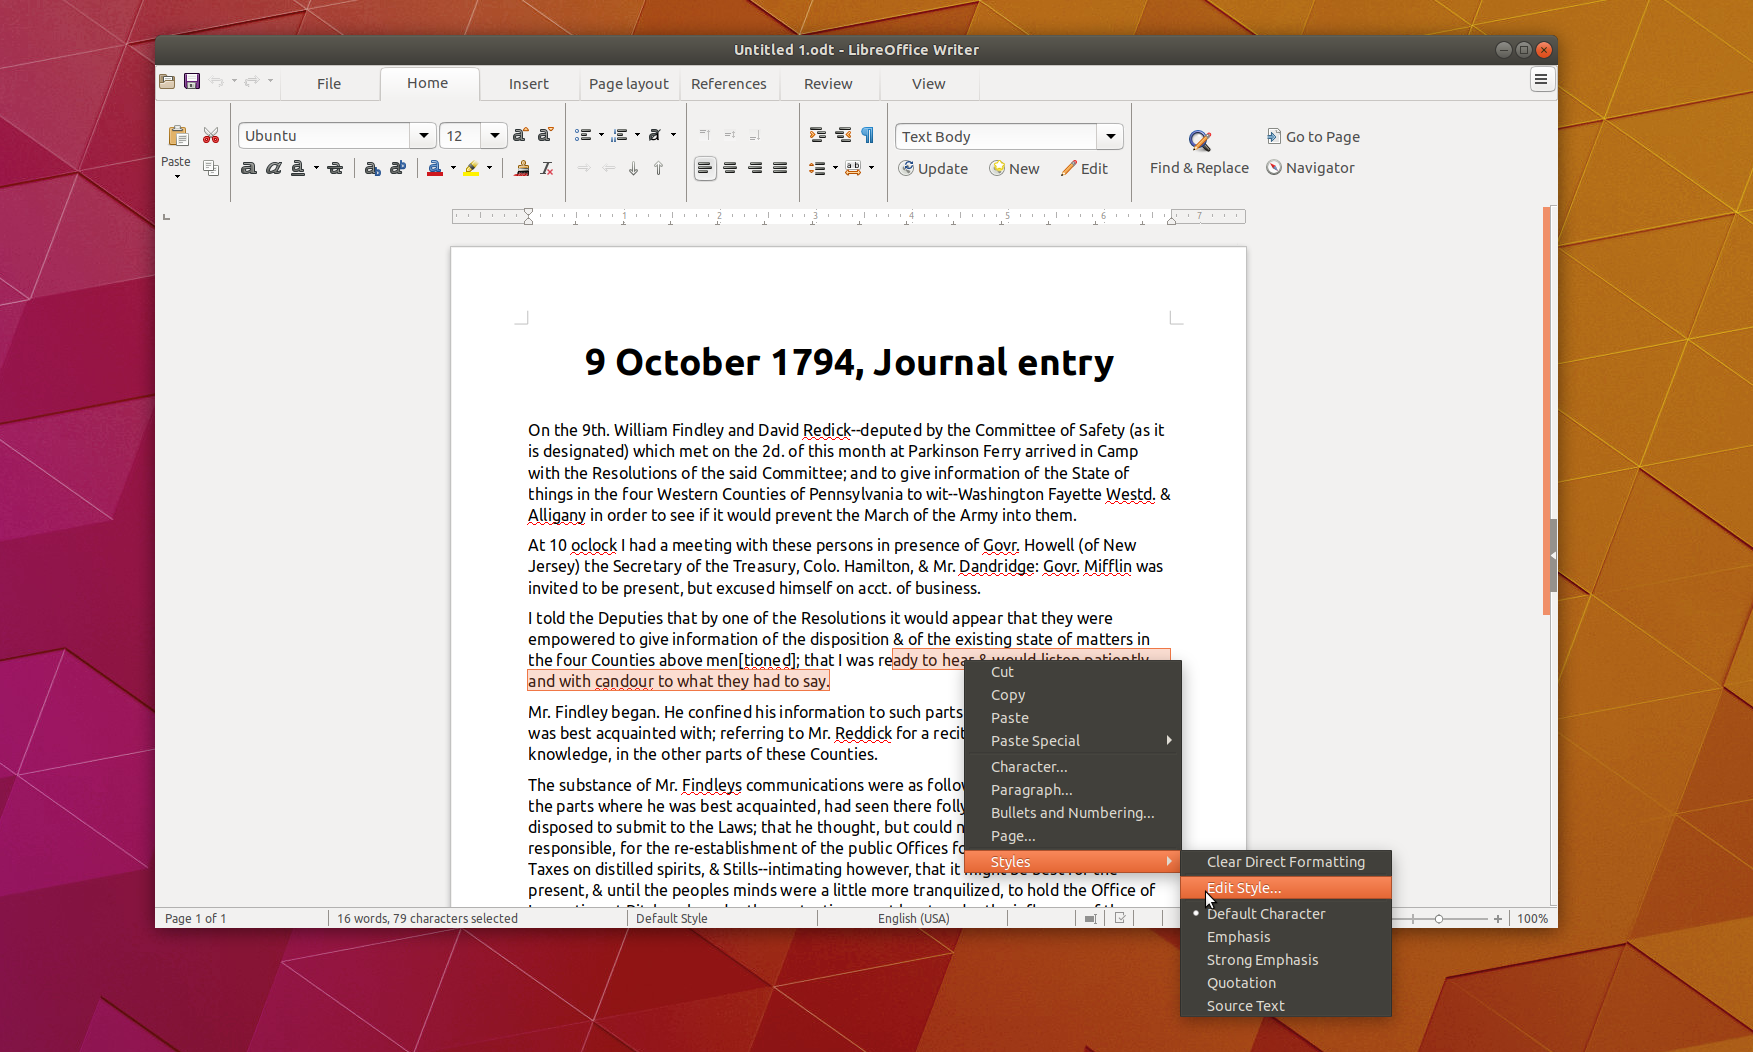 Untitled 1.odt - LibreOffice Writer
File Home Insert Page layout References Review View
Paste
Ubuntu 12
Text Body
Update New Edit
Find & Replace
Go to Page
Navigator
1 2 3 4 5 6 7
9 October 1794, Journal entry
On the 9th. William Findley and David Redick--deputed by the Committee of Safety (as it
is designated) which met on the 2d. of this month at Parkinson Ferry arrived in Camp
with the Resolutions of the said Committee; and to give information of the State of
things in the four Western Counties of Pennsylvania to wit--Washington Fayette Westd. &
Alligany in order to see if it would prevent the March of the Army into them.
At 10 oclock I had a meeting with these persons in presence of Govr. Howell (of New
Jersey) the Secretary of the Treasury, Colo. Hamilton, & Mr. Dandridge: Govr. Mifflin was
invited to be present, but excused himself on acct. of business.
I told the Deputies that by one of the Resolutions it would appear that they were
empowered to give information of the disposition & of the existing state of matters in
the four Counties above men[tioned]; that I was ready to hear & would listen patiently
and with candour to what they had to say.
Mr. Findley began. He confined his information to such parts
was best acquainted with; referring to Mr. Reddick for a recit
knowledge, in the other parts of these Counties.
The substance of Mr. Findleys communications were as follow
the parts where he was best acquainted, had seen there folly
disposed to submit to the Laws; that he thought, but could n
responsible, for the re-establishment of the public Offices fo
Taxes on distilled spirits, & Stills--intimating however, that it might be best for the
present, & until the peoples minds were a little more tranquilized, to hold the Office of
Cut
Copy
Paste
Paste Special
Character...
Paragraph...
Bullets and Numbering...
Page...
Styles
Clear Direct Formatting
Edit Style...
Default Character
Emphasis
Strong Emphasis
Quotation
Source Text
Page 1 of 1 16 words, 79 characters selected Default Style English (USA) 100%